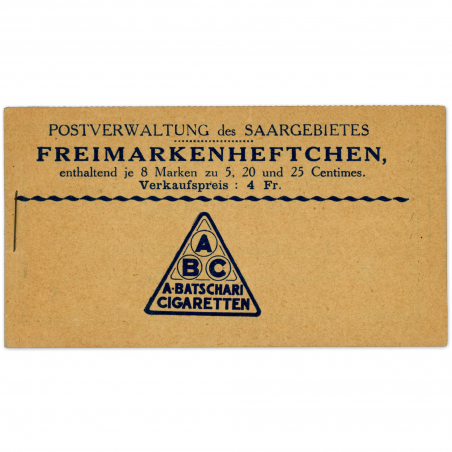 POSTVERWALTUNG des SAARGEBIETES
FREIMARKENHEFTCHEN,
enthaltend je 8 Marken zu 5, 20 und 25 Centimes.
Verkaufspreis : 4 Fr.
A
B C
A·BATSCHARI
CIGARETTEN